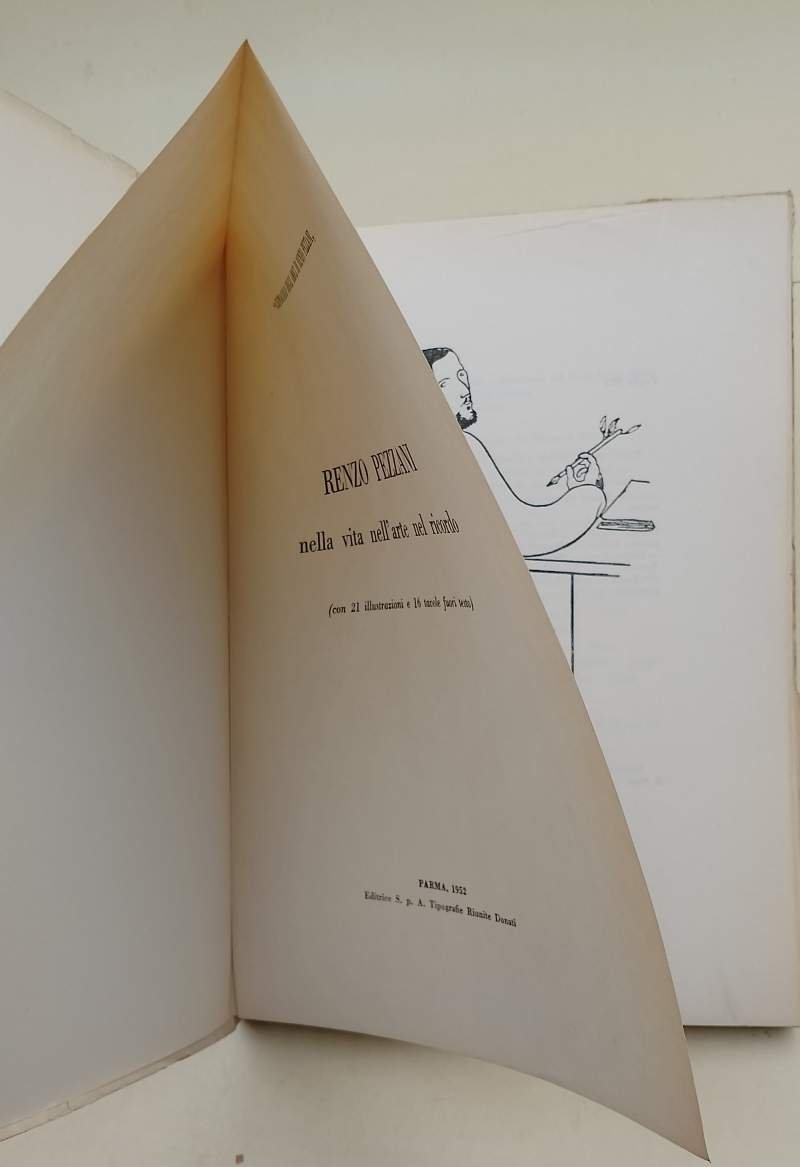 RENZO PEZZANI
nella vita nell'arte nel ricordo
(con 21 illustrazioni e 16 tavole fuori testo)
PARMA, 1952
Editrice S. p. A. Tipografie Riunite Donati